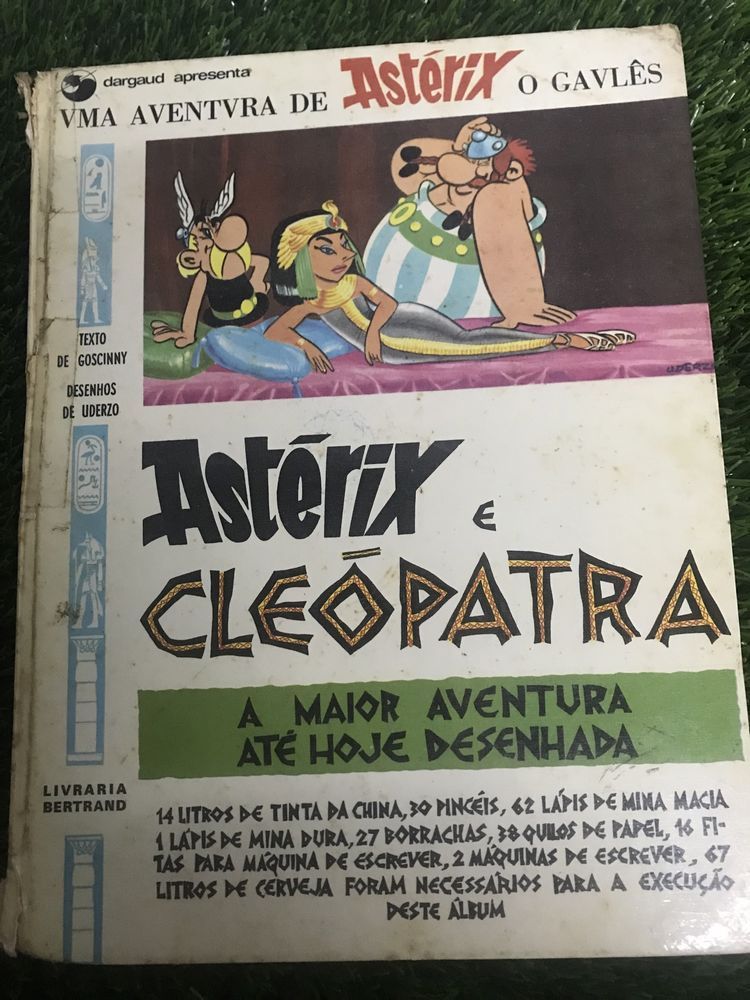 dargaud apresenta
VMA AVENTVRA DE Astérix O GAVLÊS
UDERZO
TEXTO
DE GOSCINNY
DESENHOS
DE UDERZO
Astérix E
CLEÓPATRA
A MAIOR AVENTURA
ATÉ HOJE DESENHADA
LIVRARIA
BERTRAND
14 LITROS DE TINTA DA CHINA, 30 PINCÉIS, 62 LÁPIS DE MINA MACIA
1 LÁPIS DE MINA DURA, 27 BORRACHAS, 38 QUILOS DE PAPEL, 16 FI-
TAS PARA MÁQUINA DE ESCREVER, 2 MÁQUINAS DE ESCREVER, 67
LITROS DE CERVEJA FORAM NECESSÁRIOS PARA A EXECUÇÃO
DESTE ÁLBUM